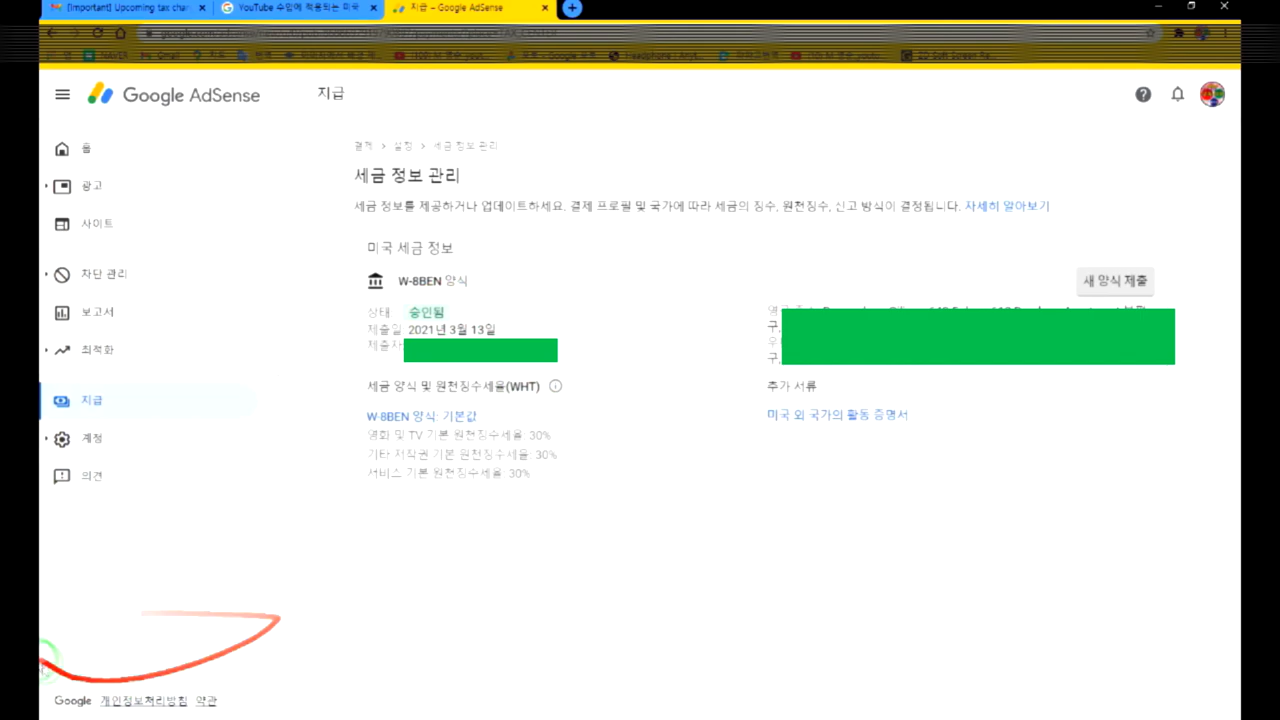 [Important] Upcoming tax chan
YouTube 수입에 적용되는 미국
지급 – Google AdSense
Google AdSense
지급
홈
광고
사이트
차단 관리
보고서
최적화
지급
계정
의견
결제 > 설정 > 세금 정보 관리
세금 정보 관리
세금 정보를 제공하거나 업데이트하세요. 결제 프로필 및 국가에 따라 세금의 징수, 원천징수, 신고 방식이 결정됩니다. 자세히 알아보기
미국 세금 정보
W-8BEN 양식
새 양식 제출
상태 승인됨
제출일 2021년 3월 13일
제출자
구,
구,
세금 양식 및 원천징수세율(WHT)
W-8BEN 양식: 기본값
영화 및 TV 기본 원천징수세율: 30%
기타 저작권 기본 원천징수세율: 30%
서비스 기본 원천징수세율: 30%
추가 서류
미국 외 국가의 활동 증명서
Google 개인정보처리방침 약관